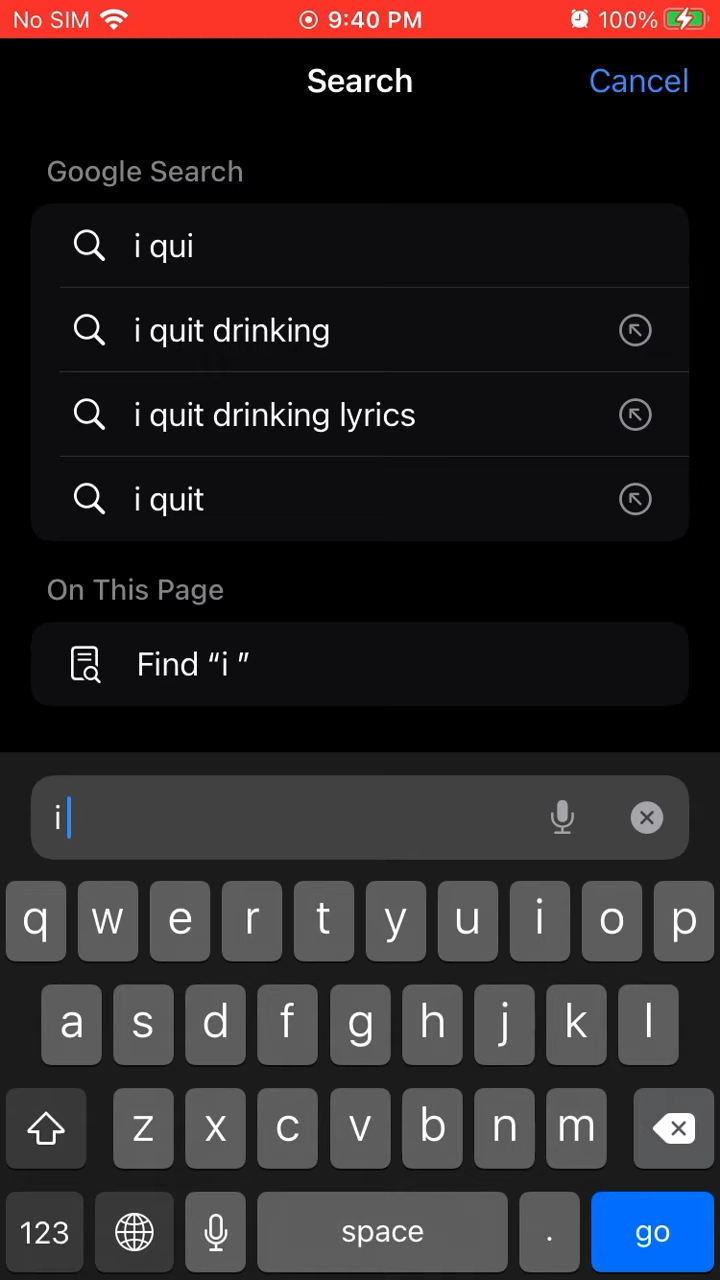 No SIM 9:40 PM 100%
Search Cancel
Google Search
i qui
i quit drinking
i quit drinking lyrics
i quit
On This Page
Find “i ”
i
q w e r t y u i o p
a s d f g h j k l
z x c v b n m
123 space . go